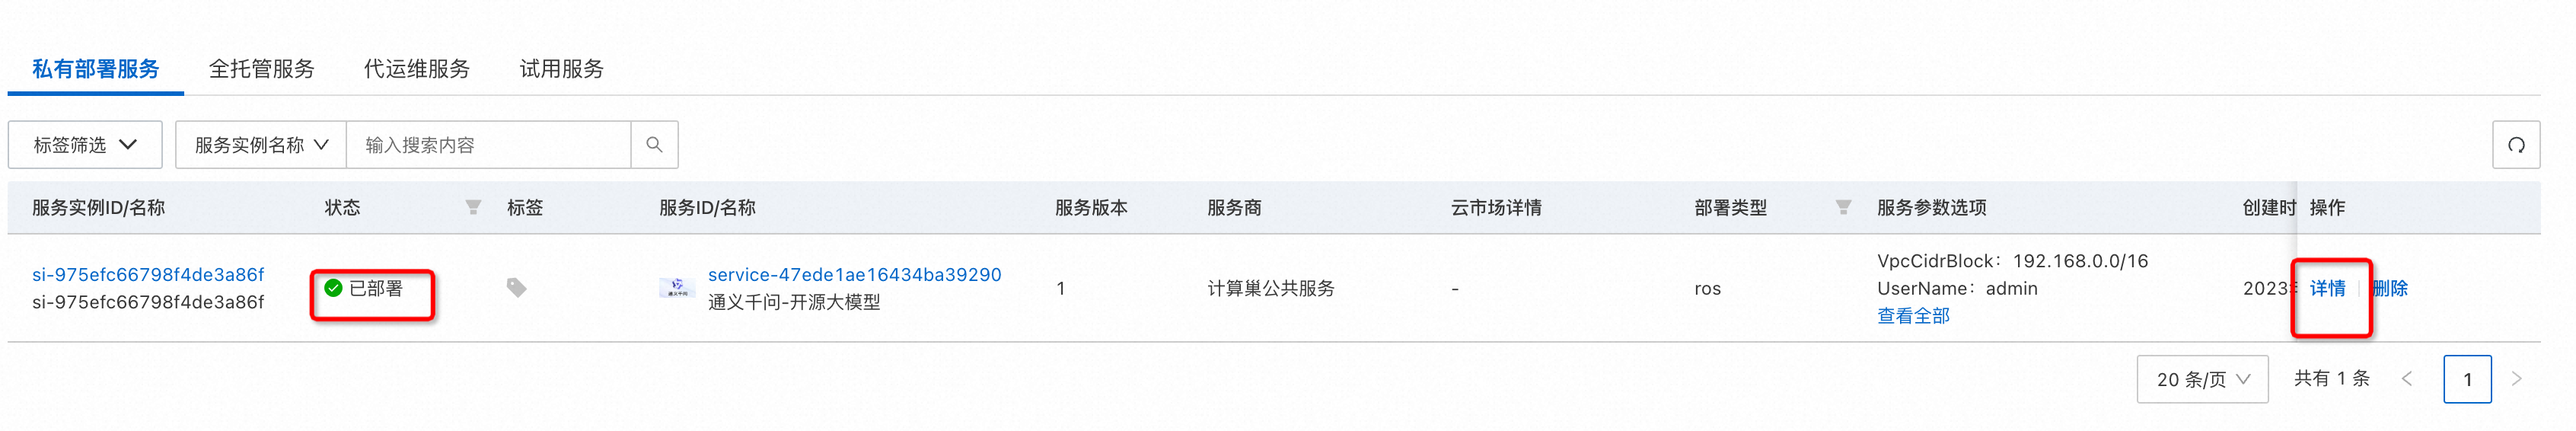 私有部署服务 全托管服务 代运维服务 试用服务
标签筛选 服务实例名称 输入搜索内容
服务实例ID/名称 状态 标签 服务ID/名称 服务版本 服务商 云市场详情 部署类型 服务参数选项 创建时 操作
si-975efc66798f4de3a86f
si-975efc66798f4de3a86f
已部署
通义千问
service-47ede1ae16434ba39290
通义千问-开源大模型
1
计算巢公共服务
-
ros
VpcCidrBlock：192.168.0.0/16
UserName：admin
查看全部
2023
详情 删除
20 条/页 共有 1 条 1